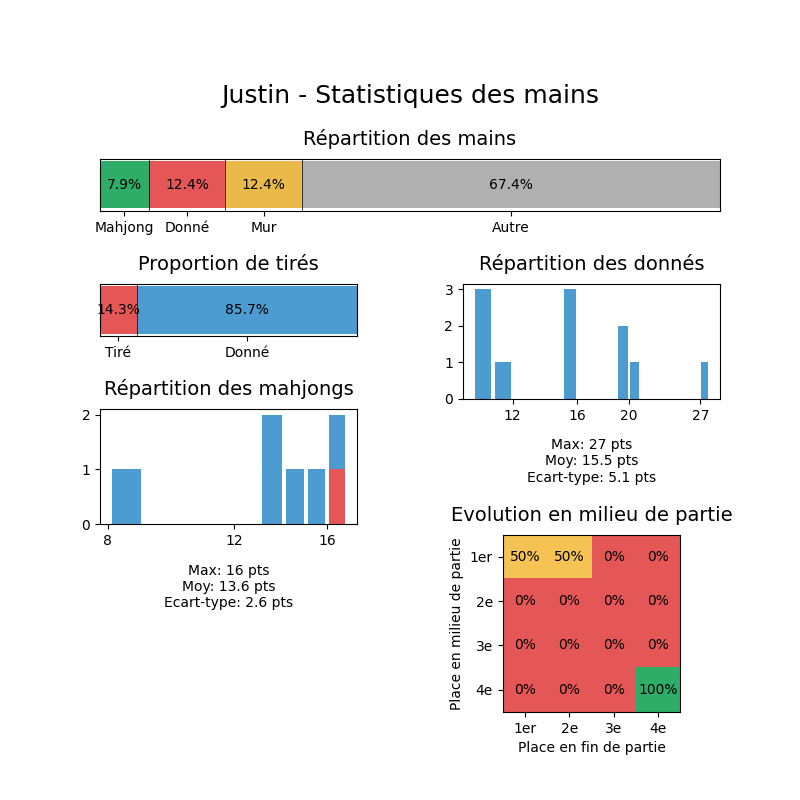 Justin - Statistiques des mains
Répartition des mains
7.9% 12.4% 12.4% 67.4%
Mahjong Donné Mur Autre
Proportion de tirés
14.3% 85.7%
Tiré Donné
Répartition des donnés
3
2
1
0
12 16 20 27
Max: 27 pts
Moy: 15.5 pts
Ecart-type: 5.1 pts
Répartition des mahjongs
2
1
0
8 12 16
Max: 16 pts
Moy: 13.6 pts
Ecart-type: 2.6 pts
Evolution en milieu de partie
Place en milieu de partie
1er 50% 50% 0% 0%
2e 0% 0% 0% 0%
3e 0% 0% 0% 0%
4e 0% 0% 0% 100%
1er 2e 3e 4e
Place en fin de partie